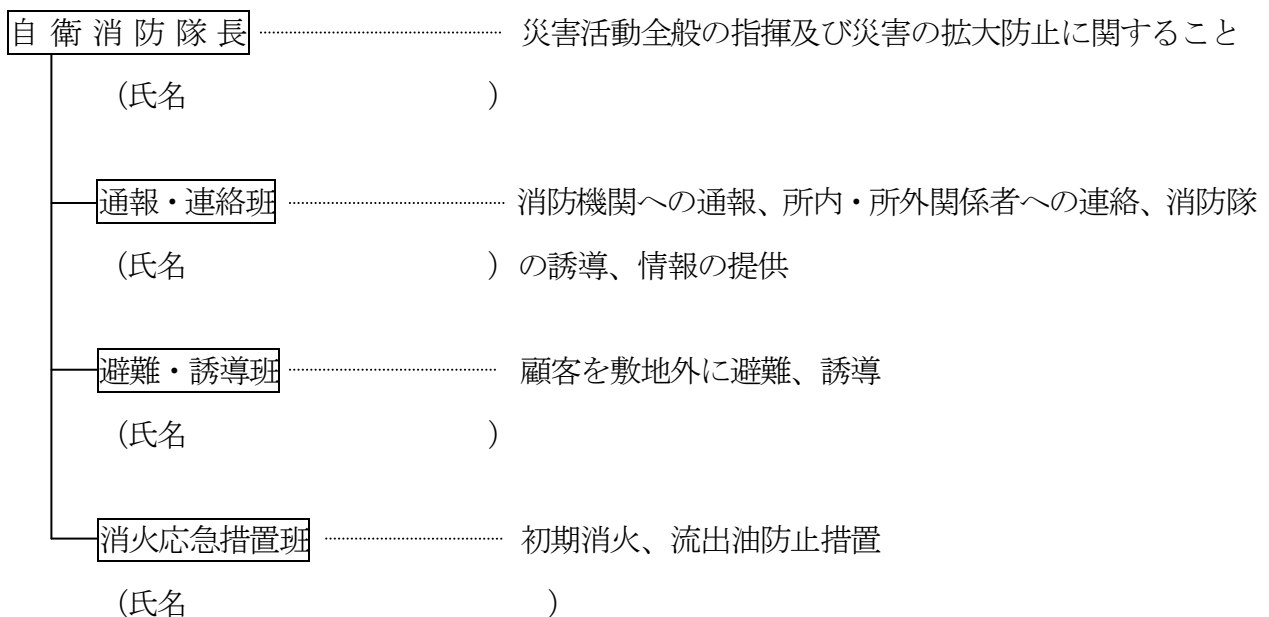 自衛消防隊長 災害活動全般の指揮及び災害の拡大防止に関すること
(氏名 )
通報・連絡班 消防機関への通報、所内・所外関係者への連絡、消防隊
(氏名 ) の誘導、情報の提供
避難・誘導班 顧客を敷地外に避難、誘導
(氏名 )
消火応急措置班 初期消火、流出油防止措置
(氏名 )